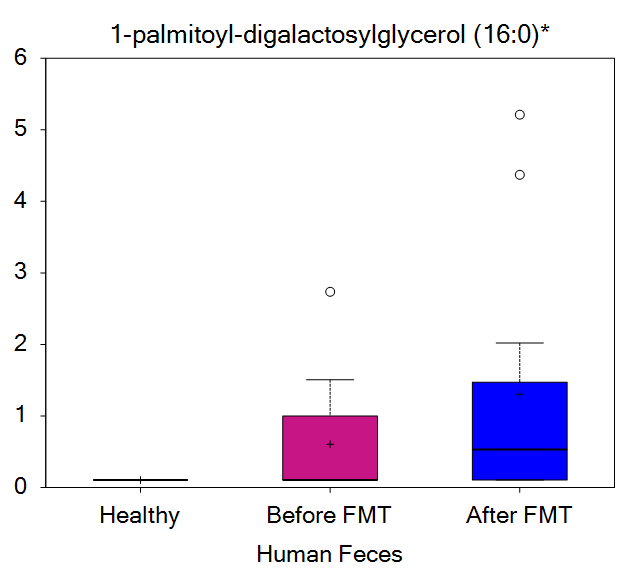 1-palmitoyl-digalactosylglycerol (16:0)*
6
5
4
3
2
1
0
Healthy Before FMT After FMT
Human Feces